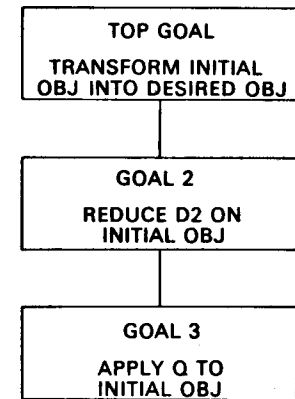 TOP GOAL
TRANSFORM INITIAL
OBJ INTO DESIRED OBJ
GOAL 2
REDUCE D2 ON
INITIAL OBJ
GOAL 3
APPLY Q TO
INITIAL OBJ